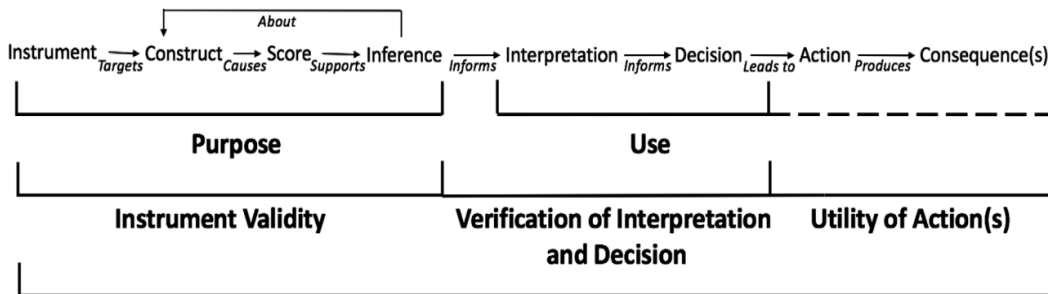 About
Instrument Targets Construct Causes Score Supports Inference Informs Interpretation Informs Decision Leads to Action Produces Consequence(s)
Purpose Use
Instrument Validity Verification of Interpretation Utility of Action(s)
and Decision